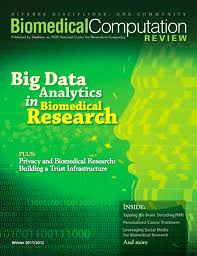 DIVERSE DISCIPLINES, ONE COMMUNITY
BiomedicalComputation
REVIEW
Published by Simbios, an NIH National Center for Biomedical Computing
Big Data
Analytics
in Biomedical
Research
PLUS:
Privacy and Biomedical Research:
Building a Trust Infrastructure
INSIDE:
Tapping the Brain: Decoding fMRI
Personalized Cancer Treatment
Leveraging Social Media
for Biomedical Research
And more
Winter 2011/2012